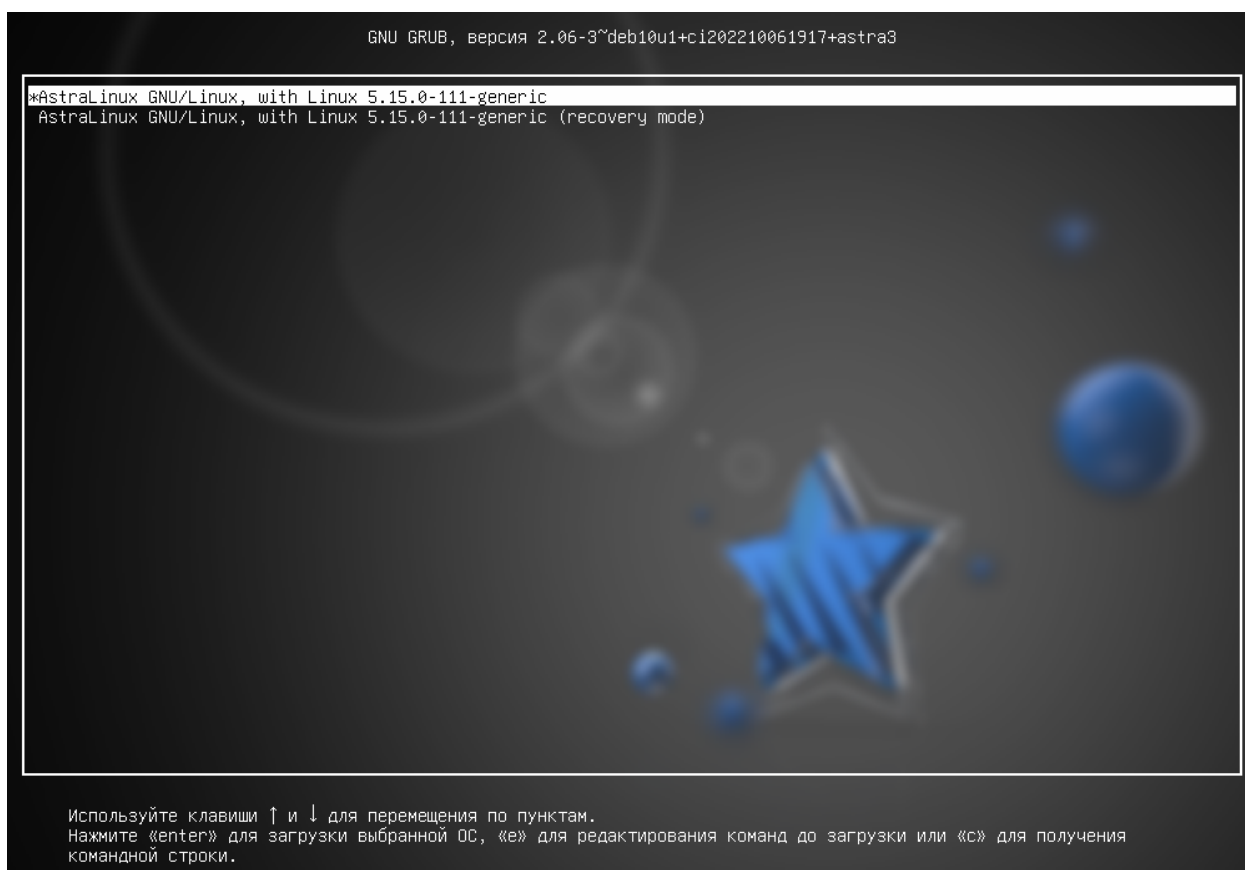 GNU GRUB, версия 2.06-3~deb10u1+ci202210061917+astra3
*AstraLinux GNU/Linux, with Linux 5.15.0-111-generic
AstraLinux GNU/Linux, with Linux 5.15.0-111-generic (recovery mode)
Используйте клавиши ↑ и ↓ для перемещения по пунктам.
Нажмите «enter» для загрузки выбранной ОС, «e» для редактирования команд до загрузки или «c» для получения
командной строки.